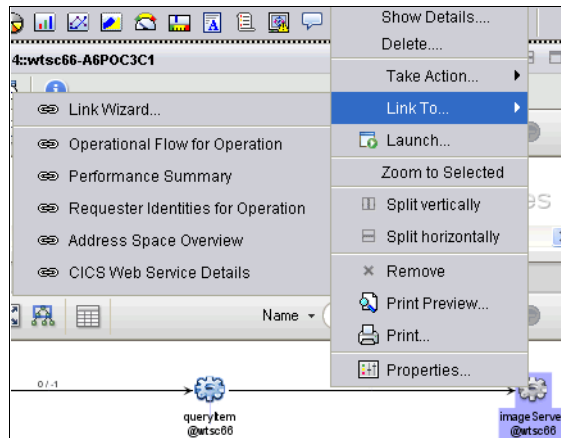 Show Details....
Delete....
4::wtsc66-A6POC3C1
Take Action...
Link To...
Link Wizard...
Launch...
Operational Flow for Operation
Zoom to Selected
Performance Summary
Split vertically
Requester Identities for Operation
Split horizontally
Address Space Overview
Remove
CICS Web Service Details
Print Preview...
Name
Print...
Properties...
0 / -1
queryItem
@wtsc66
imageServe
@wtsc66